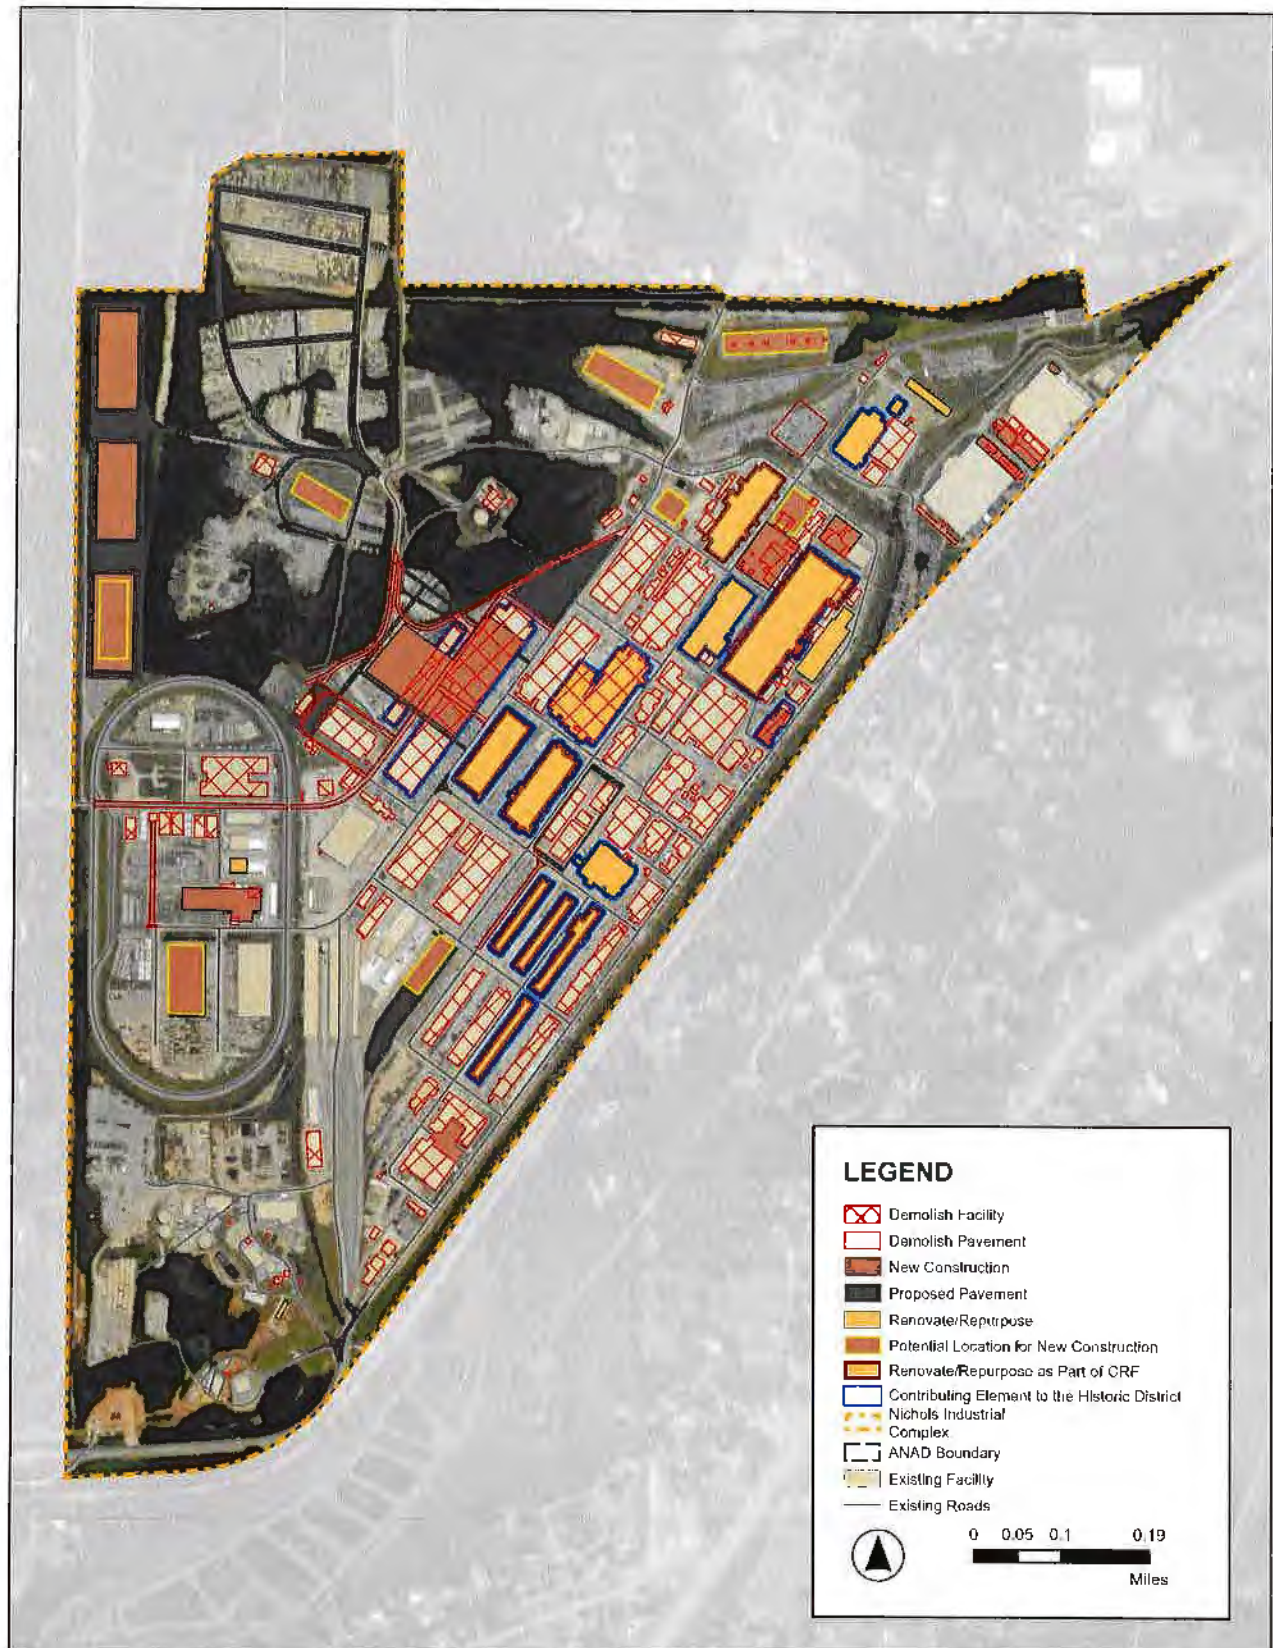 LEGEND
Demolish Facility
Demolish Pavement
New Construction
Proposed Pavement
Renovate/Repurpose
Potential Location for New Construction
Renovate/Repurpose as Part of CRF
Contributing Element to the Historic District
Nichols Industrial
Complex
ANAD Boundary
Existing Facility
Existing Roads
0 0.05 0.1 0.19
Miles